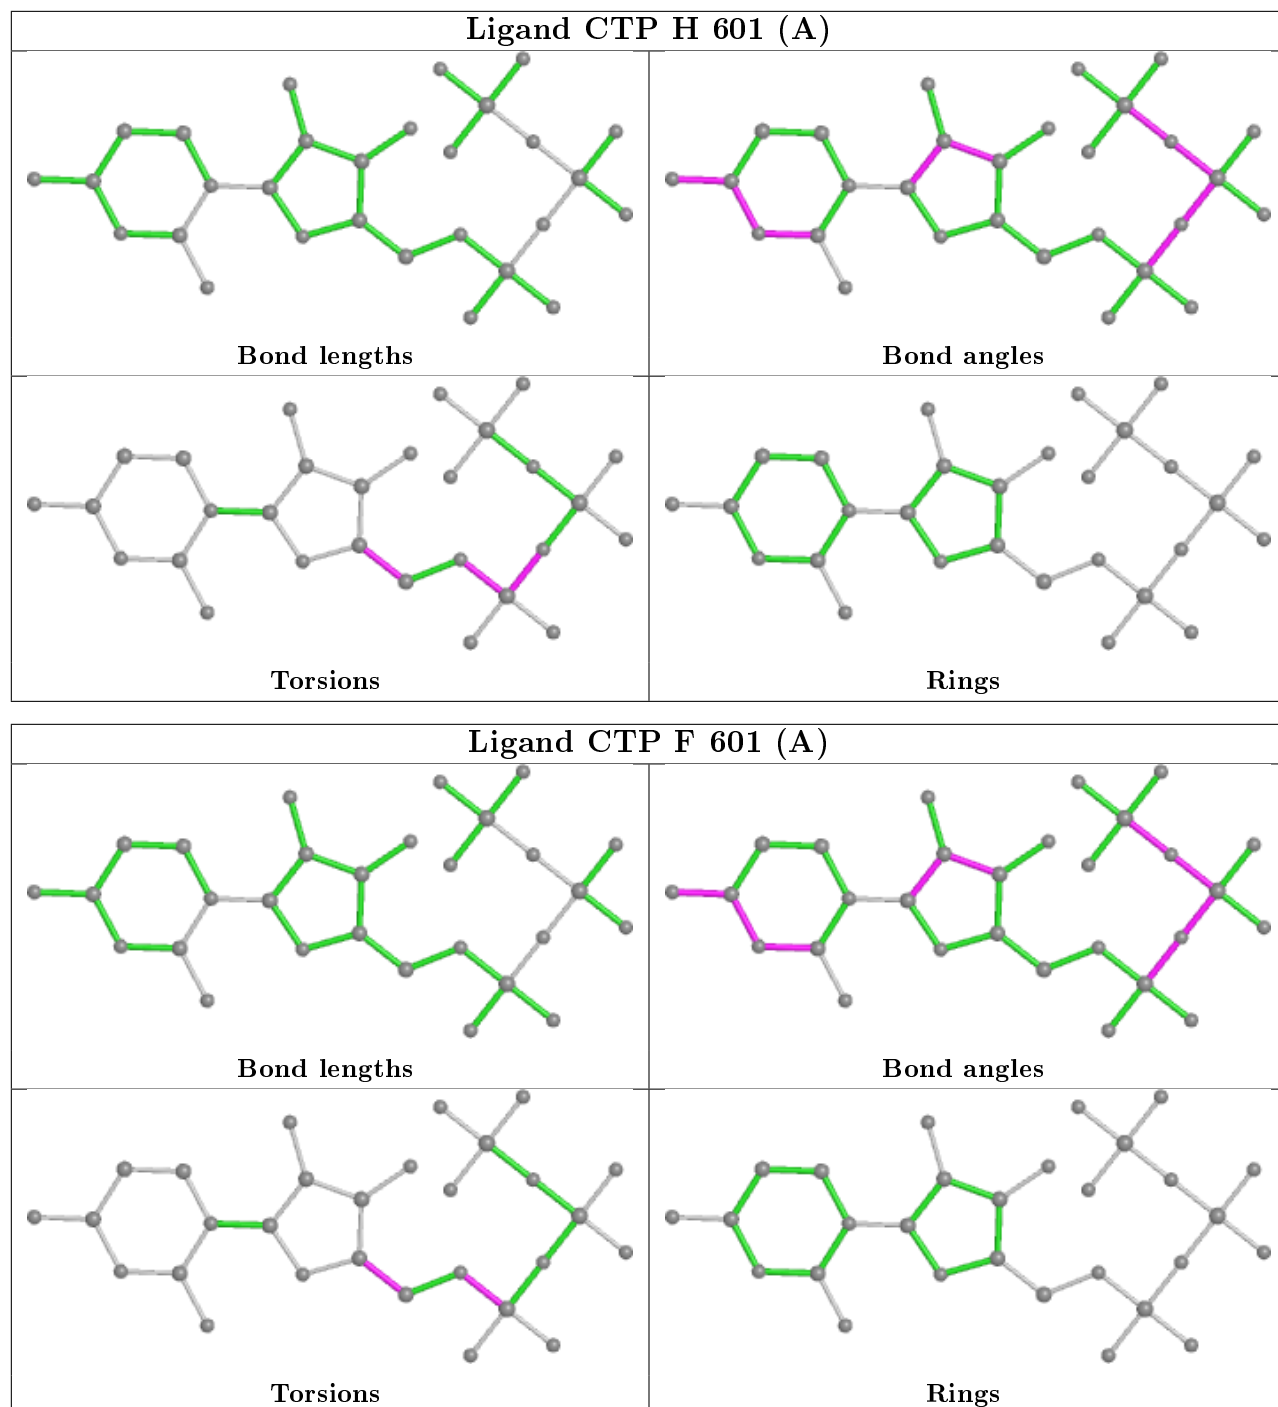 Ligand CTP H 601 (A)
Bond lengths
Bond angles
Torsions
Rings
Ligand CTP F 601 (A)
Bond lengths
Bond angles
Torsions
Rings